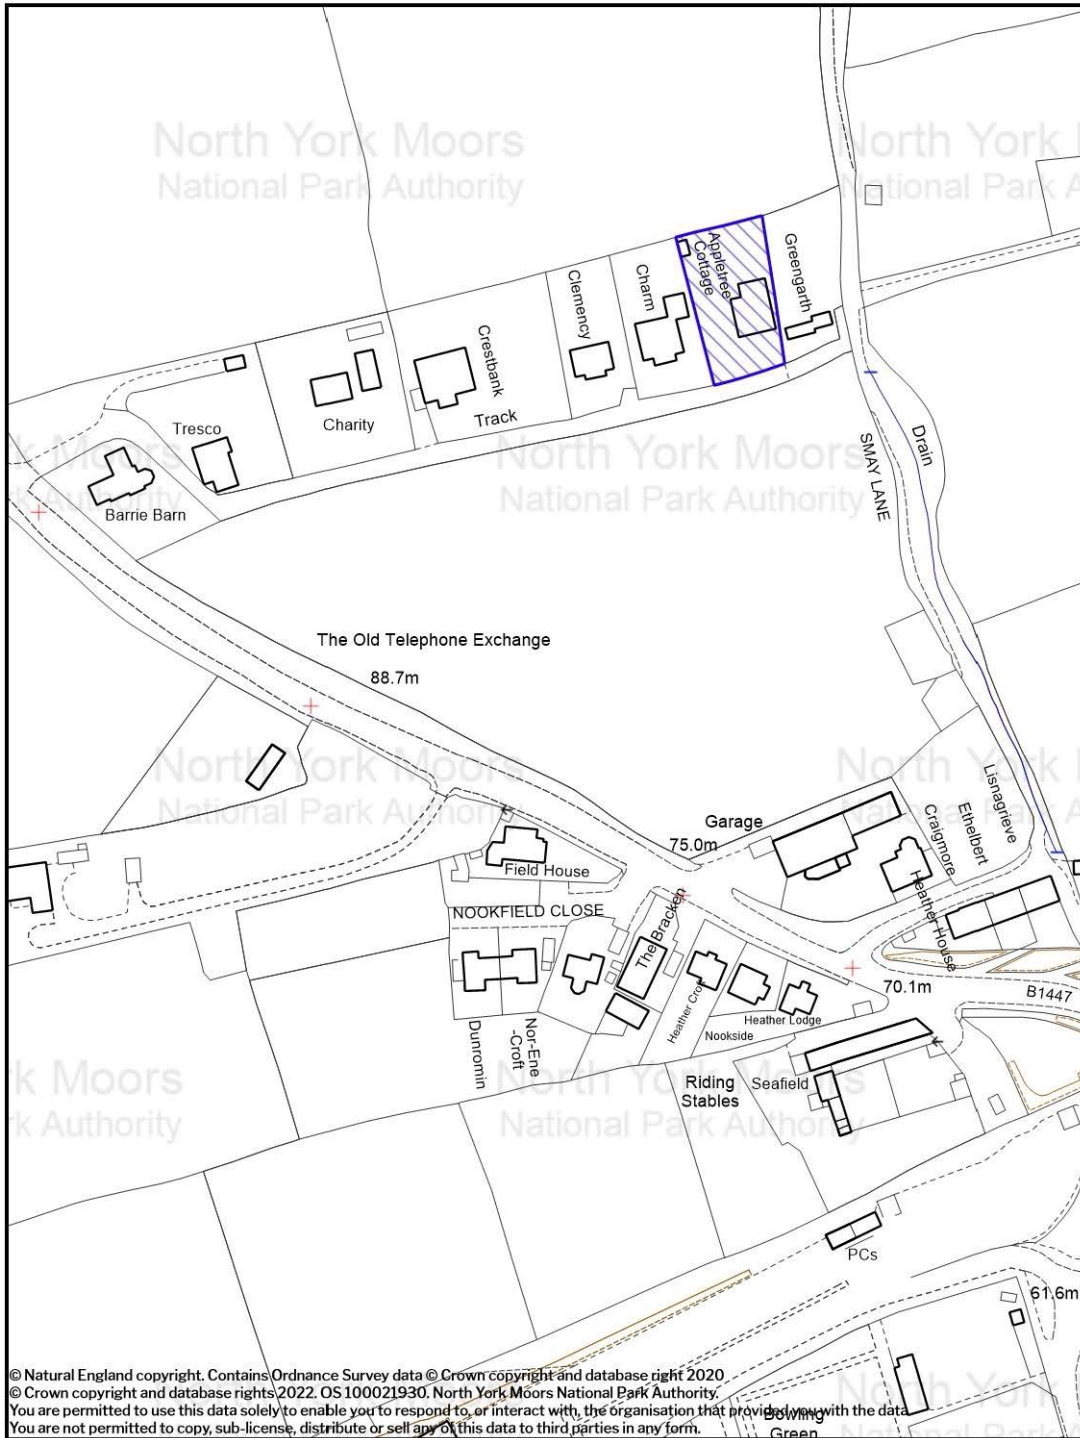 North York Moors
National Park Authority
North York
National Park A
Appletree
Cottage
Greengarth
Charm
Clemency
Crestbank
Track
Charity
Tresco
Barrie Barn
k Moors
k Authority
North York Moors
National Park Authority
SMAY LANE
Drain
The Old Telephone Exchange
88.7m
North York Moors
National Park Authority
North York
National Park A
Garage
75.0m
Lisnagrieve
Ethelbert
Craigmore
Heather House
Field House
NOOKFIELD CLOSE
The Bracken
Heather Croft
Nookside
Heather Lodge
70.1m
B1447
Dunromin
Nor-Ene
-Croft
k Moors
k Authority
North York Moors
National Park Authority
Riding
Stables
Seafield
PCs
61.6m
North York
Bowling
Green
© Natural England copyright. Contains Ordnance Survey data © Crown copyright and database right 2020
© Crown copyright and database rights 2022. OS 100021930. North York Moors National Park Authority.
You are permitted to use this data solely to enable you to respond to, or interact with, the organisation that provided you with the data.
You are not permitted to copy, sub-license, distribute or sell any of this data to third parties in any form.